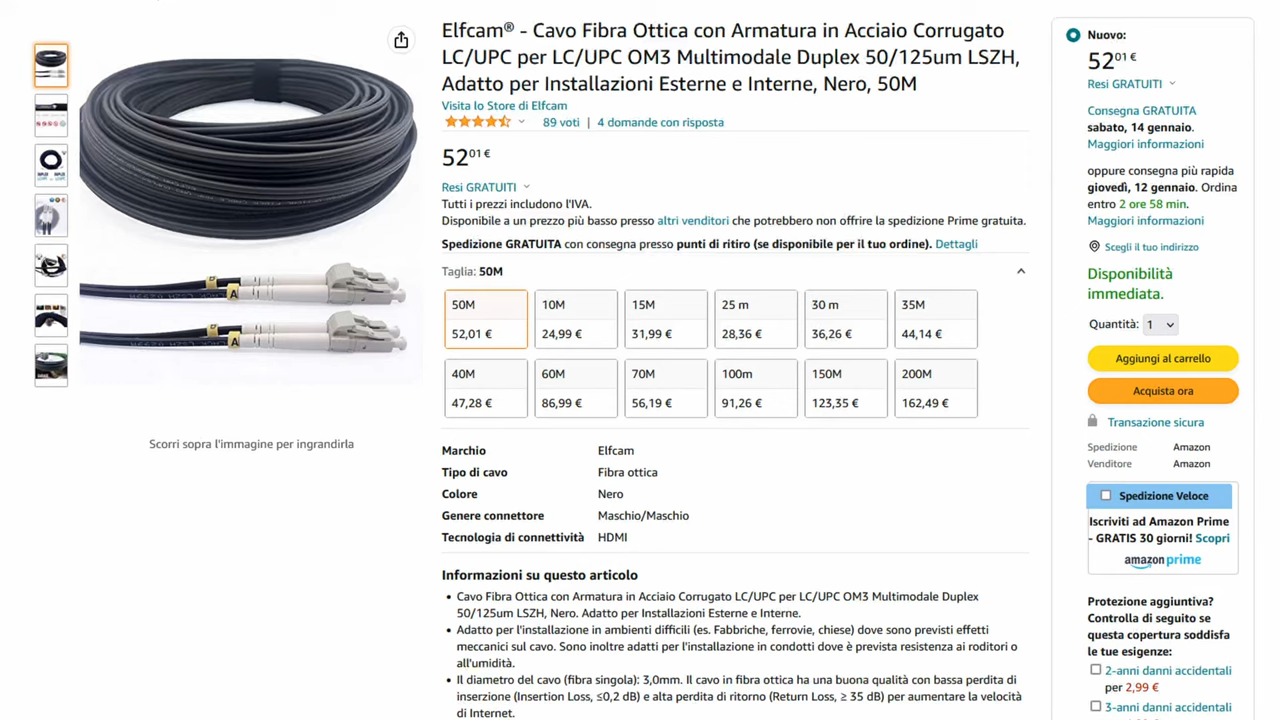 Elfcam® - Cavo Fibra Ottica con Armatura in Acciaio Corrugato
LC/UPC per LC/UPC OM3 Multimodale Duplex 50/125um LSZH,
Adatto per Installazioni Esterne e Interne, Nero, 50M
Visita lo Store di Elfcam
89 voti | 4 domande con risposta
52,01 €
Resi GRATUITI
Tutti i prezzi includono l'IVA.
Disponibile a un prezzo più basso presso altri venditori che potrebbero non offrire la spedizione Prime gratuita.
Spedizione GRATUITA con consegna presso punti di ritiro (se disponibile per il tuo ordine). Dettagli
Taglia: 50M
50M 10M 15M 25 m 30 m 35M
52,01 € 24,99 € 31,99 € 28,36 € 36,26 € 44,14 €
40M 60M 70M 100m 150M 200M
47,28 € 86,99 € 56,19 € 91,26 € 123,35 € 162,49 €
Marchio Elfcam
Tipo di cavo Fibra ottica
Colore Nero
Genere connettore Maschio/Maschio
Tecnologia di connettività HDMI
Informazioni su questo articolo
• Cavo Fibra Ottica con Armatura in Acciaio Corrugato LC/UPC per LC/UPC OM3 Multimodale Duplex
50/125um LSZH, Nero. Adatto per Installazioni Esterne e Interne.
• Adatto per l'installazione in ambienti difficili (es. Fabbriche, ferrovie, chiese) dove sono previsti effetti
meccanici sul cavo. Sono inoltre adatti per l'installazione in condotti dove è prevista resistenza ai roditori o
all'umidità.
• Il diametro del cavo (fibra singola): 3,0mm. Il cavo in fibra ottica ha una buona qualità con bassa perdita di
inserzione (Insertion Loss, ≤0,2 dB) e alta perdita di ritorno (Return Loss, ≥ 35 dB) per aumentare la velocità
di Internet.
B
A
B
A
Scorri sopra l'immagine per ingrandirla
Nuovo:
52,01 €
Resi GRATUITI
Consegna GRATUITA
sabato, 14 gennaio.
Maggiori informazioni
oppure consegna più rapida
giovedì, 12 gennaio. Ordina
entro 2 ore 58 min.
Maggiori informazioni
Scegli il tuo indirizzo
Disponibilità
immediata.
Quantità: 1
Aggiungi al carrello
Acquista ora
Transazione sicura
Spedizione Amazon
Venditore Amazon
Spedizione Veloce
Iscriviti ad Amazon Prime
- GRATIS 30 giorni! Scopri
amazon prime
Protezione aggiuntiva?
Controlla di seguito se
questa copertura soddisfa
le tue esigenze:
2-anni danni accidentali
per 2,99 €
3-anni danni accidentali